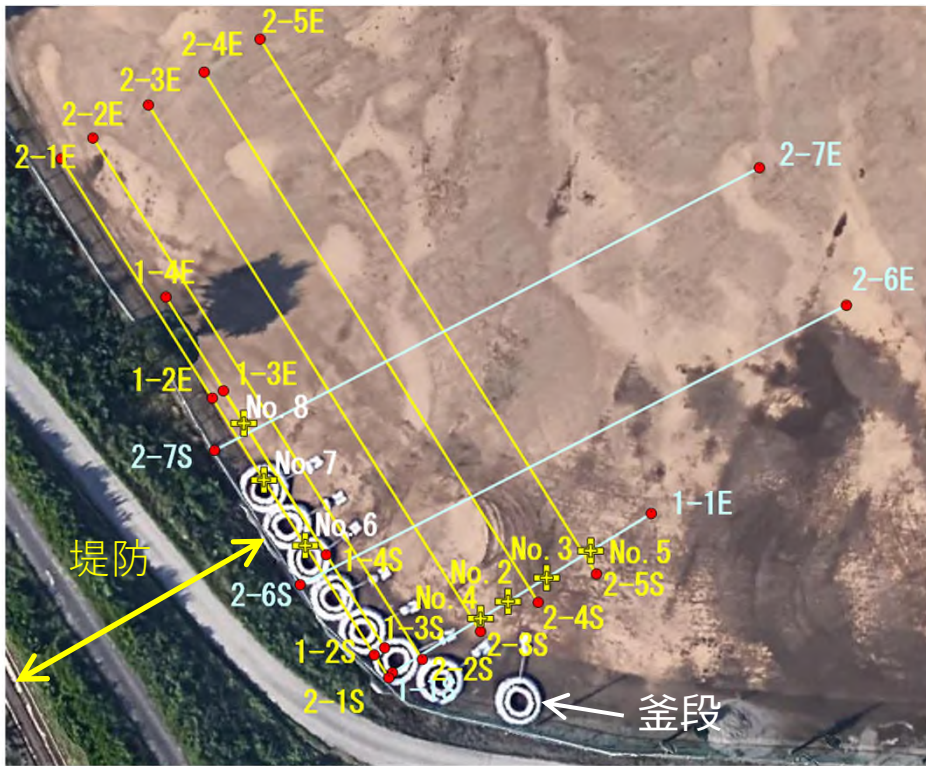 2-5E
2-4E
2-3E
2-2E
2-1E
2-7E
1-4E
2-6E
1-2E
1-3E
No. 8
2-7S
No. 7
1-1E
No. 6
堤防
1-4S
No. 3
No. 5
2-6S
No. 2
2-5S
No. 4
2-4S
1-3S
2-3S
1-2S
2-2S
2-1S
釜段